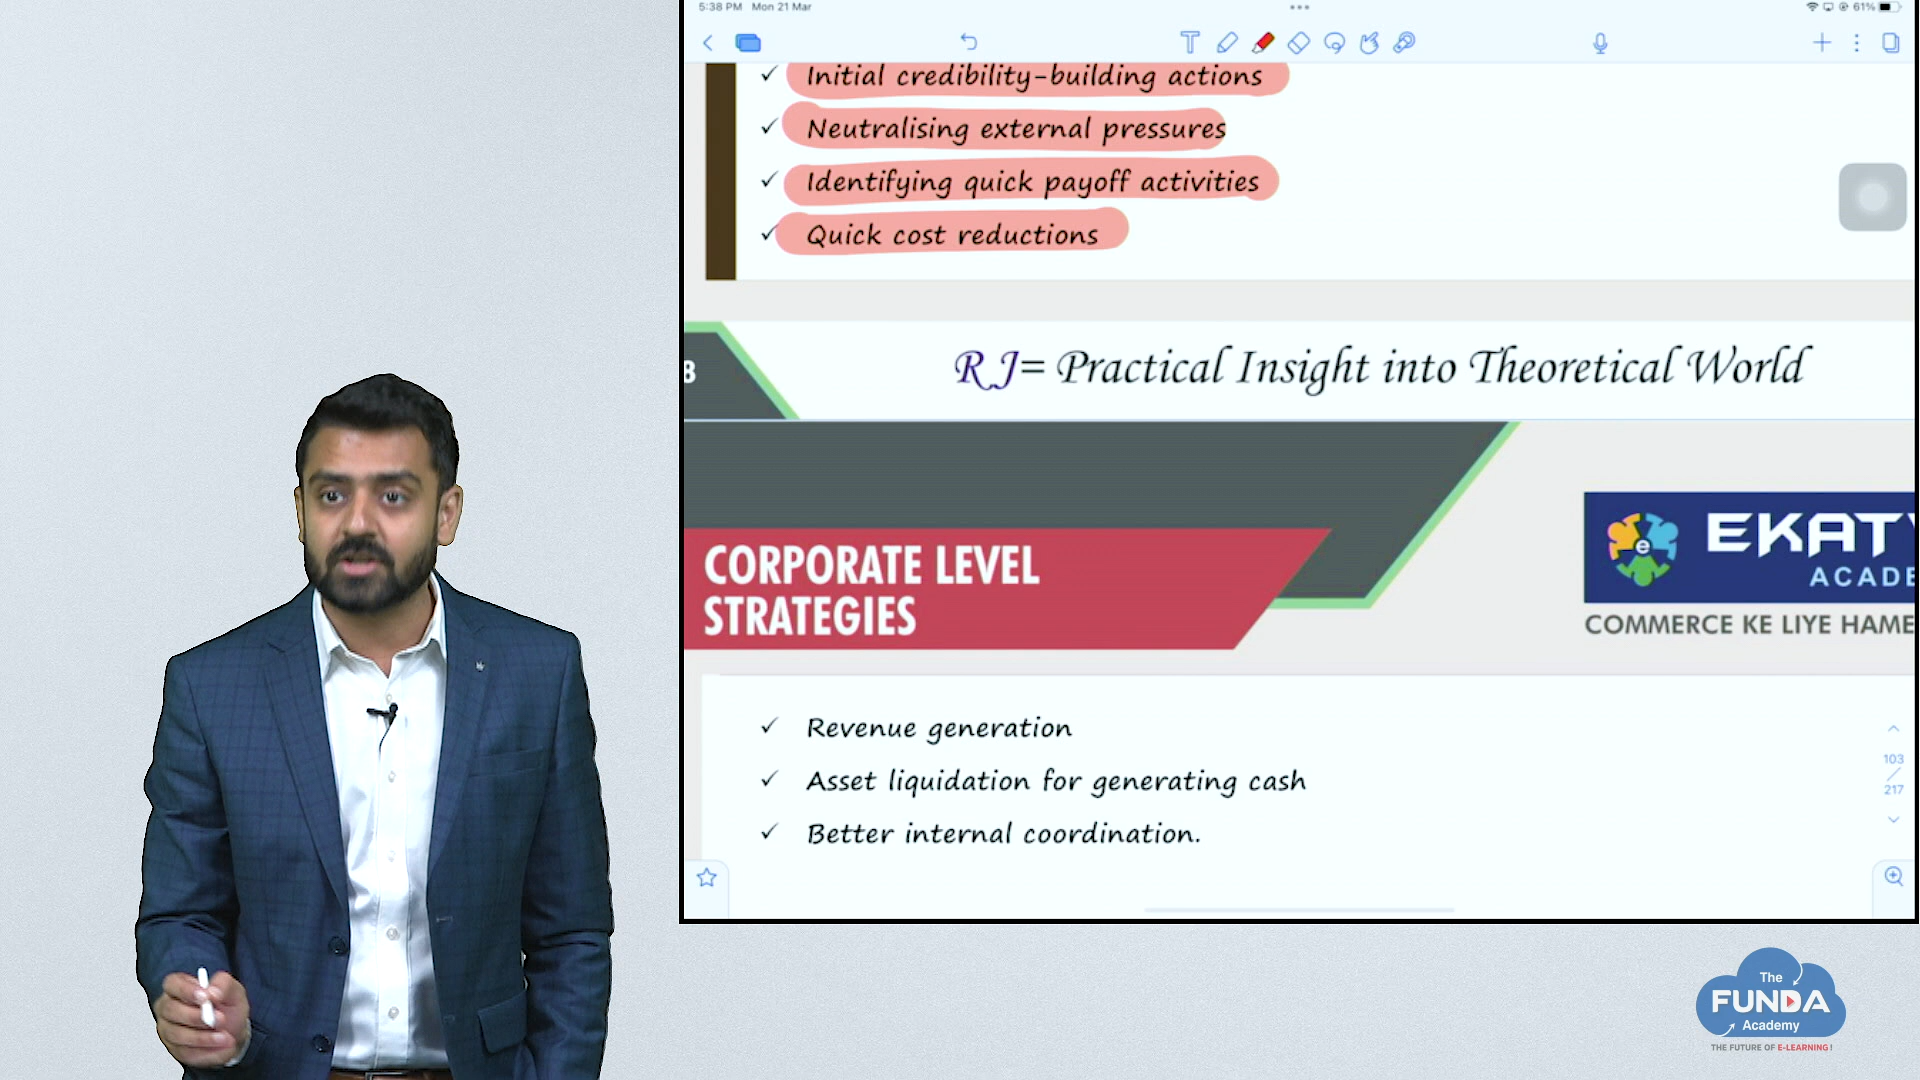 5:38 PM Mon 21 Mar
61%
✓ Initial credibility-building actions
✓ Neutralising external pressures
✓ Identifying quick payoff activities
✓ Quick cost reductions
R J= Practical Insight into Theoretical World
CORPORATE LEVEL
STRATEGIES
EKAT
ACADE
COMMERCE KE LIYE HAME
✓ Revenue generation
✓ Asset liquidation for generating cash
✓ Better internal coordination.
103
217
The
FUNDA
Academy
THE FUTURE OF E-LEARNING!